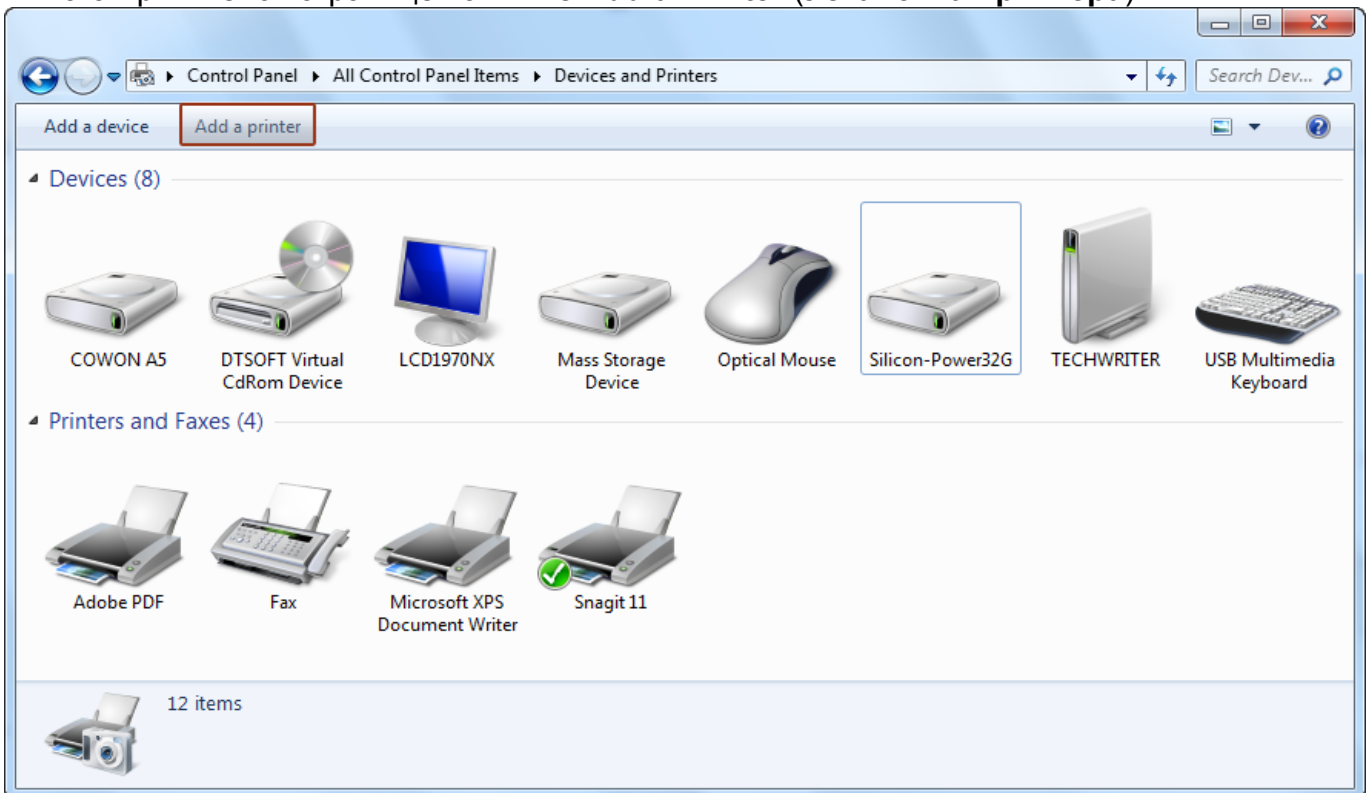 Control Panel ▸ All Control Panel Items ▸ Devices and Printers
Search Dev...
Add a device Add a printer
Devices (8)
COWON A5
DTSOFT Virtual
CdRom Device
LCD1970NX
Mass Storage
Device
Optical Mouse
Silicon-Power32G
TECHWRITER
USB Multimedia
Keyboard
Printers and Faxes (4)
Adobe PDF
Fax
Microsoft XPS
Document Writer
Snagit 11
12 items